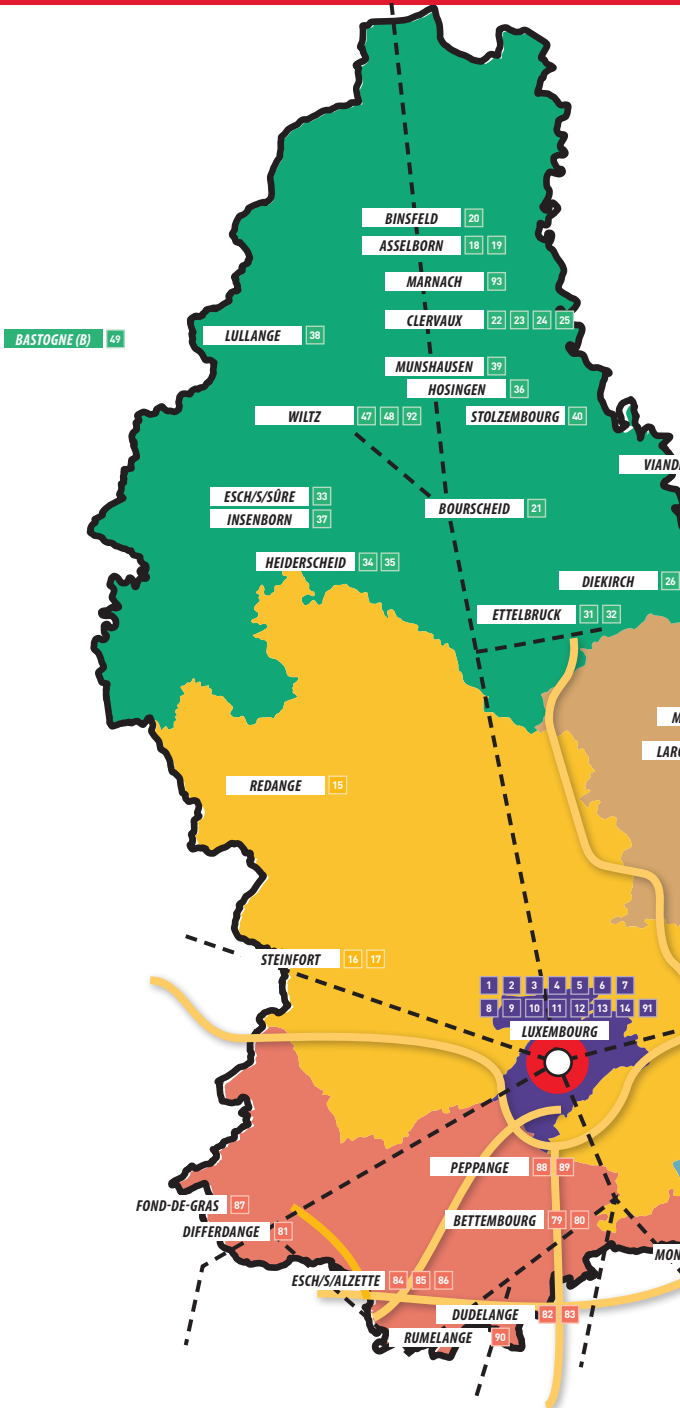 BINSFELD 20
ASSELBORN 18 19
MARNACH 93
CLERVAUX 22 23 24 25
BASTOGNE (B) 49
LULLANGE 38
MUNSHAUSEN 39
HOSINGEN 36
WILTZ 47 48 92
STOLZEMBOURG 40
VIAND
ESCH/S/SÛRE 33
BOURSCHEID 21
INSENBORN 37
HEIDERSCHEID 34 35
DIEKIRCH 26
ETTELBRUCK 31 32
M
LARO
REDANGE 15
STEINFORT 16 17
1 2 3 4 5 6 7
8 9 10 11 12 13 14 91
LUXEMBOURG
PEPPANGE 88 89
FOND-DE-GRAS 87
BETTEMBOURG 79 80
DIFFERDANGE 81
MON
ESCH/S/ALZETTE 84 85 86
DUDELANGE 82 83
RUMELANGE 90